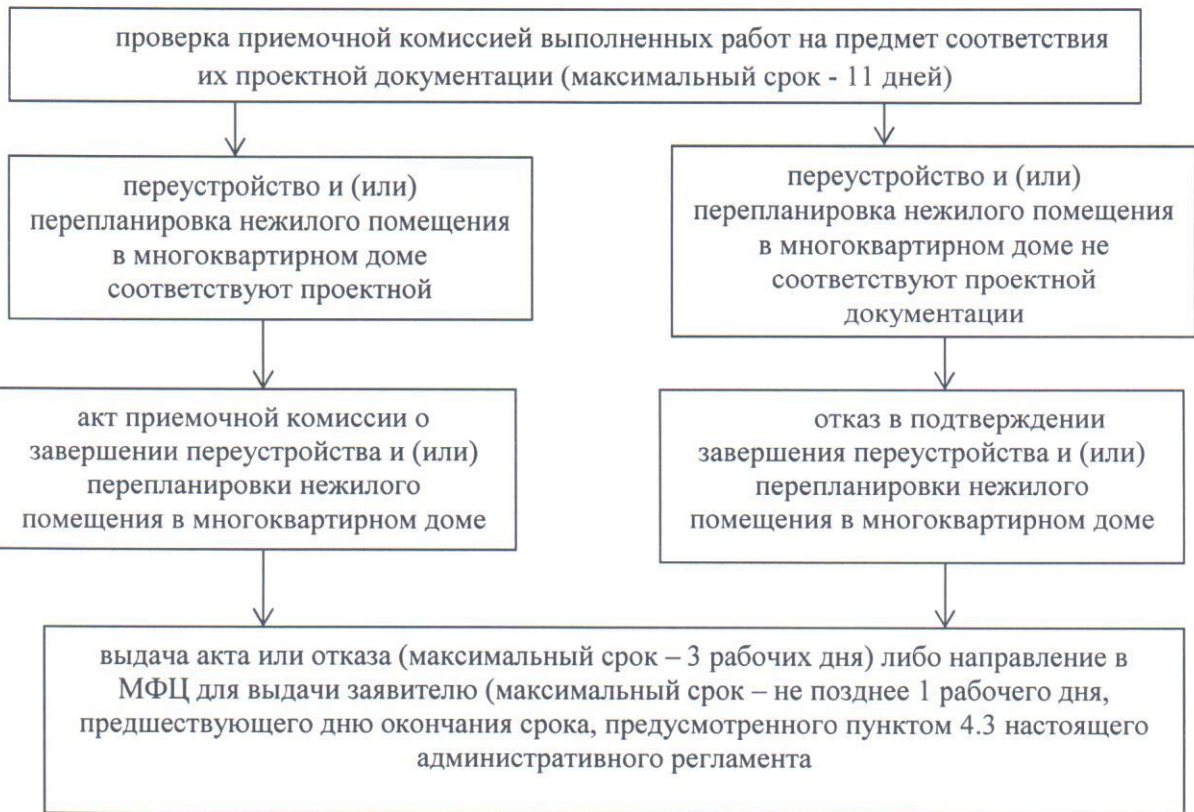 проверка приемочной комиссией выполненных работ на предмет соответствия
их проектной документации (максимальный срок - 11 дней)
переустройство и (или)
перепланировка нежилого помещения
в многоквартирном доме
соответствуют проектной
переустройство и (или)
перепланировка нежилого помещения
в многоквартирном доме не
соответствуют проектной
документации
акт приемочной комиссии о
завершении переустройства и (или)
перепланировки нежилого
помещения в многоквартирном доме
отказ в подтверждении
завершения переустройства и (или)
перепланировки нежилого
помещения в многоквартирном доме
выдача акта или отказа (максимальный срок – 3 рабочих дня) либо направление в
МФЦ для выдачи заявителю (максимальный срок – не позднее 1 рабочего дня,
предшествующего дню окончания срока, предусмотренного пунктом 4.3 настоящего
административного регламента